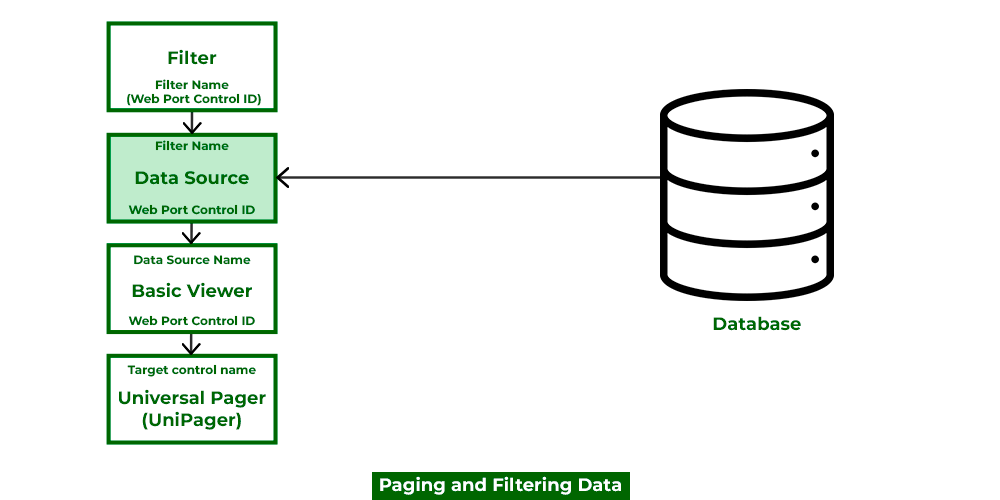 Filter
Filter Name
(Web Port Control ID)
Filter Name
Data Source
Web Port Control ID
Data Source Name
Basic Viewer
Web Port Control ID
Target control name
Universal Pager
(UniPager)
Database
Paging and Filtering Data